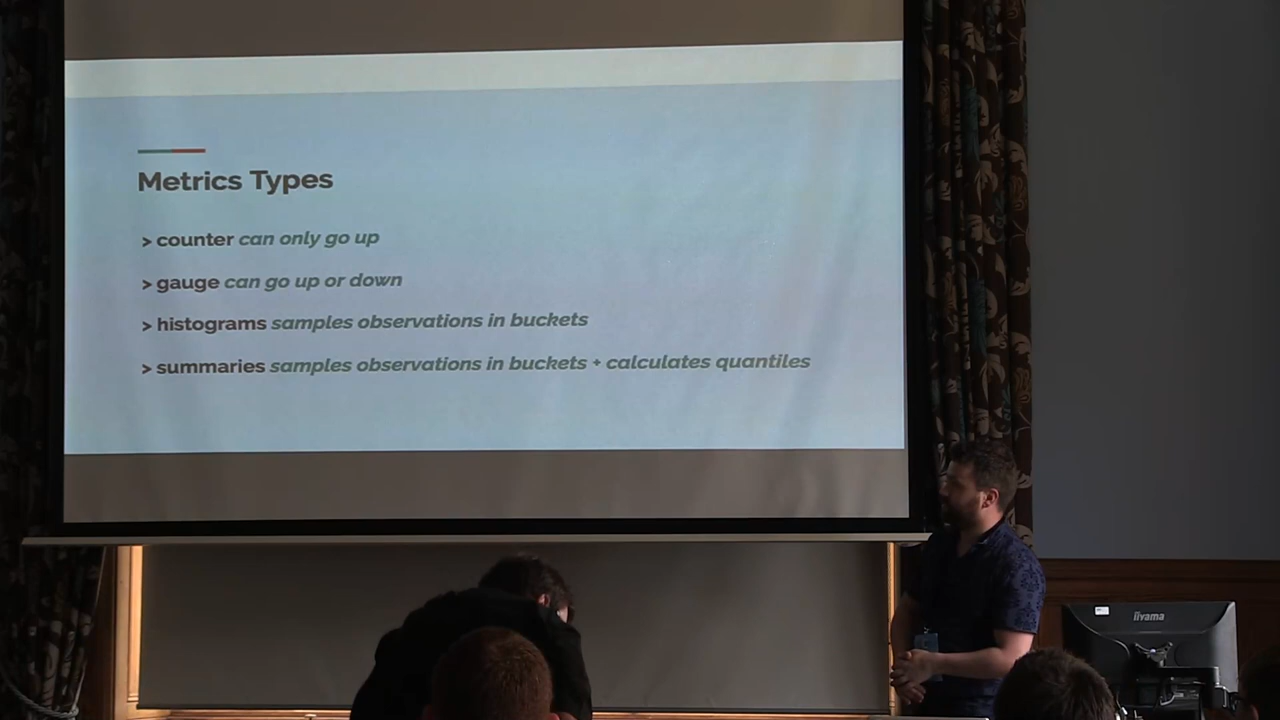 Metrics Types
> counter can only go up
> gauge can go up or down
> histograms samples observations in buckets
> summaries samples observations in buckets + calculates quantiles
iiyama